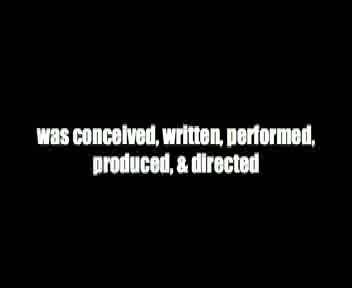 was conceived, written, performed,
produced, & directed